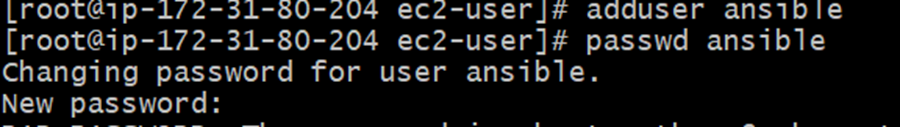 [root@ip-172-31-80-204 ec2-user]# adduser ansible
[root@ip-172-31-80-204 ec2-user]# passwd ansible
Changing password for user ansible.
New password: